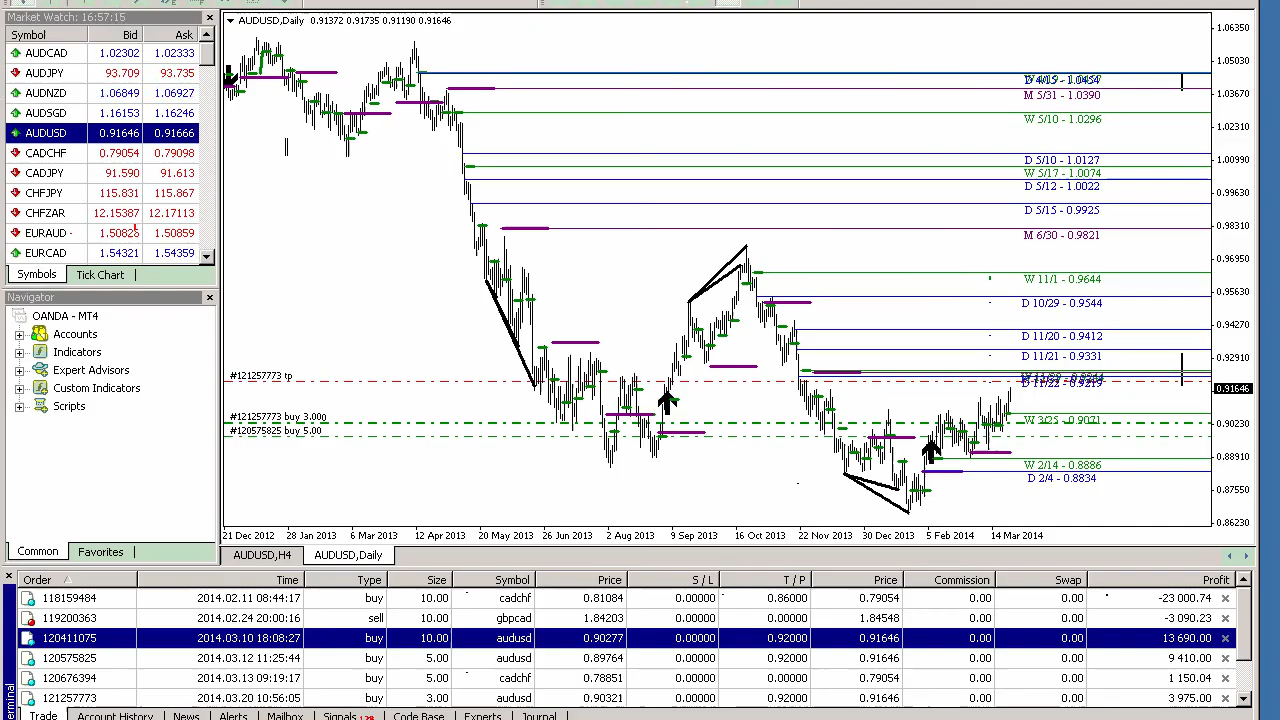 Market Watch: 16:57:15
Symbol Bid Ask
AUDCAD 1.02302 1.02333
AUDJPY 93.709 93.735
AUDNZD 1.06849 1.06927
AUDSGD 1.16153 1.16246
AUDUSD 0.91646 0.91666
CADCHF 0.79054 0.79098
CADJPY 91.590 91.613
CHFJPY 115.831 115.867
CHFZAR 12.15387 12.17113
EURAUD 1.50826 1.50859
EURCAD 1.54321 1.54359
Symbols Tick Chart
Navigator
OANDA - MT4
Accounts
Indicators
Expert Advisors
Custom Indicators
Scripts
Common Favorites
AUDUSD,Daily 0.91372 0.91735 0.91190 0.91646
M 5/31 - 1.0390
W 5/10 - 1.0296
D 5/10 - 1.0127
W 5/17 - 1.0074
D 5/12 - 1.0022
D 5/15 - 0.9925
M 6/30 - 0.9821
W 11/1 - 0.9644
D 10/29 - 0.9544
D 11/20 - 0.9412
D 11/21 - 0.9331
D 11/22 - 0.9219
#121257773 tp
#121257773 buy 3.00
W 3/25 - 0.9071
#120575825 buy 5.00
W 2/14 - 0.8886
D 2/4 - 0.8834
1.06350
1.05030
1.03670
1.02310
1.00990
0.99630
0.98310
0.96950
0.95630
0.94270
0.92910
0.91646
0.90230
0.88910
0.87550
0.86230
21 Dec 2012 28 Jan 2013 6 Mar 2013 12 Apr 2013 20 May 2013 26 Jun 2013 2 Aug 2013 9 Sep 2013 16 Oct 2013 22 Nov 2013 30 Dec 2013 5 Feb 2014 14 Mar 2014
AUDUSD,H4 AUDUSD,Daily
Order Time Type Size Symbol Price S / L T / P Price Commission Swap Profit
118159484 2014.02.11 08:44:17 buy 10.00 cadchf 0.81084 0.00000 0.86000 0.79054 0.00 0.00 -23 000.74
119200363 2014.02.24 20:00:16 sell 10.00 gbpcad 1.84203 0.00000 0.00000 1.84548 0.00 0.00 -3 090.23
120411075 2014.03.10 18:08:27 buy 10.00 audusd 0.90277 0.00000 0.92000 0.91646 0.00 0.00 13 690.00
120575825 2014.03.12 11:25:44 buy 5.00 audusd 0.89764 0.00000 0.92000 0.91646 0.00 0.00 9 410.00
120676394 2014.03.13 09:19:17 buy 5.00 cadchf 0.78851 0.00000 0.00000 0.79054 0.00 0.00 1 150.04
121257773 2014.03.20 10:56:05 buy 3.00 audusd 0.90321 0.00000 0.92000 0.91646 0.00 0.00 3 975.00
Trade Account History News Alerts Mailbox Signals Code Base Experts Journal